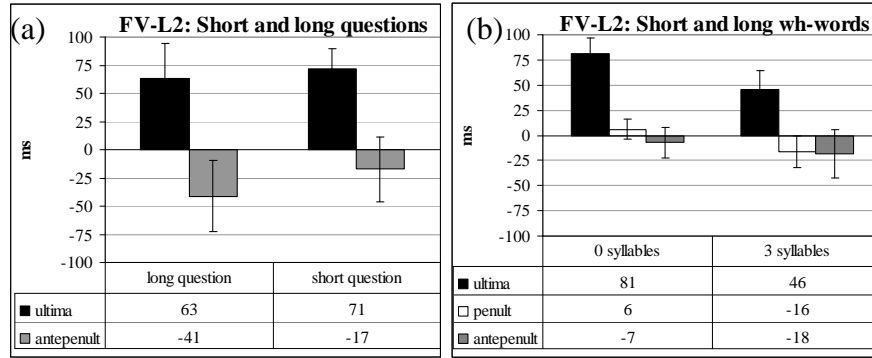 (a)
FV-L2: Short and long questions
100
75
50
25
0
-25
-50
-75
-100
ms
long question short question
ultima 63 71
antepenult -41 -17
(b)
FV-L2: Short and long wh-words
100
75
50
25
0
-25
-50
-75
-100
ms
0 syllables 3 syllables
ultima 81 46
penult 6 -16
antepenult -7 -18